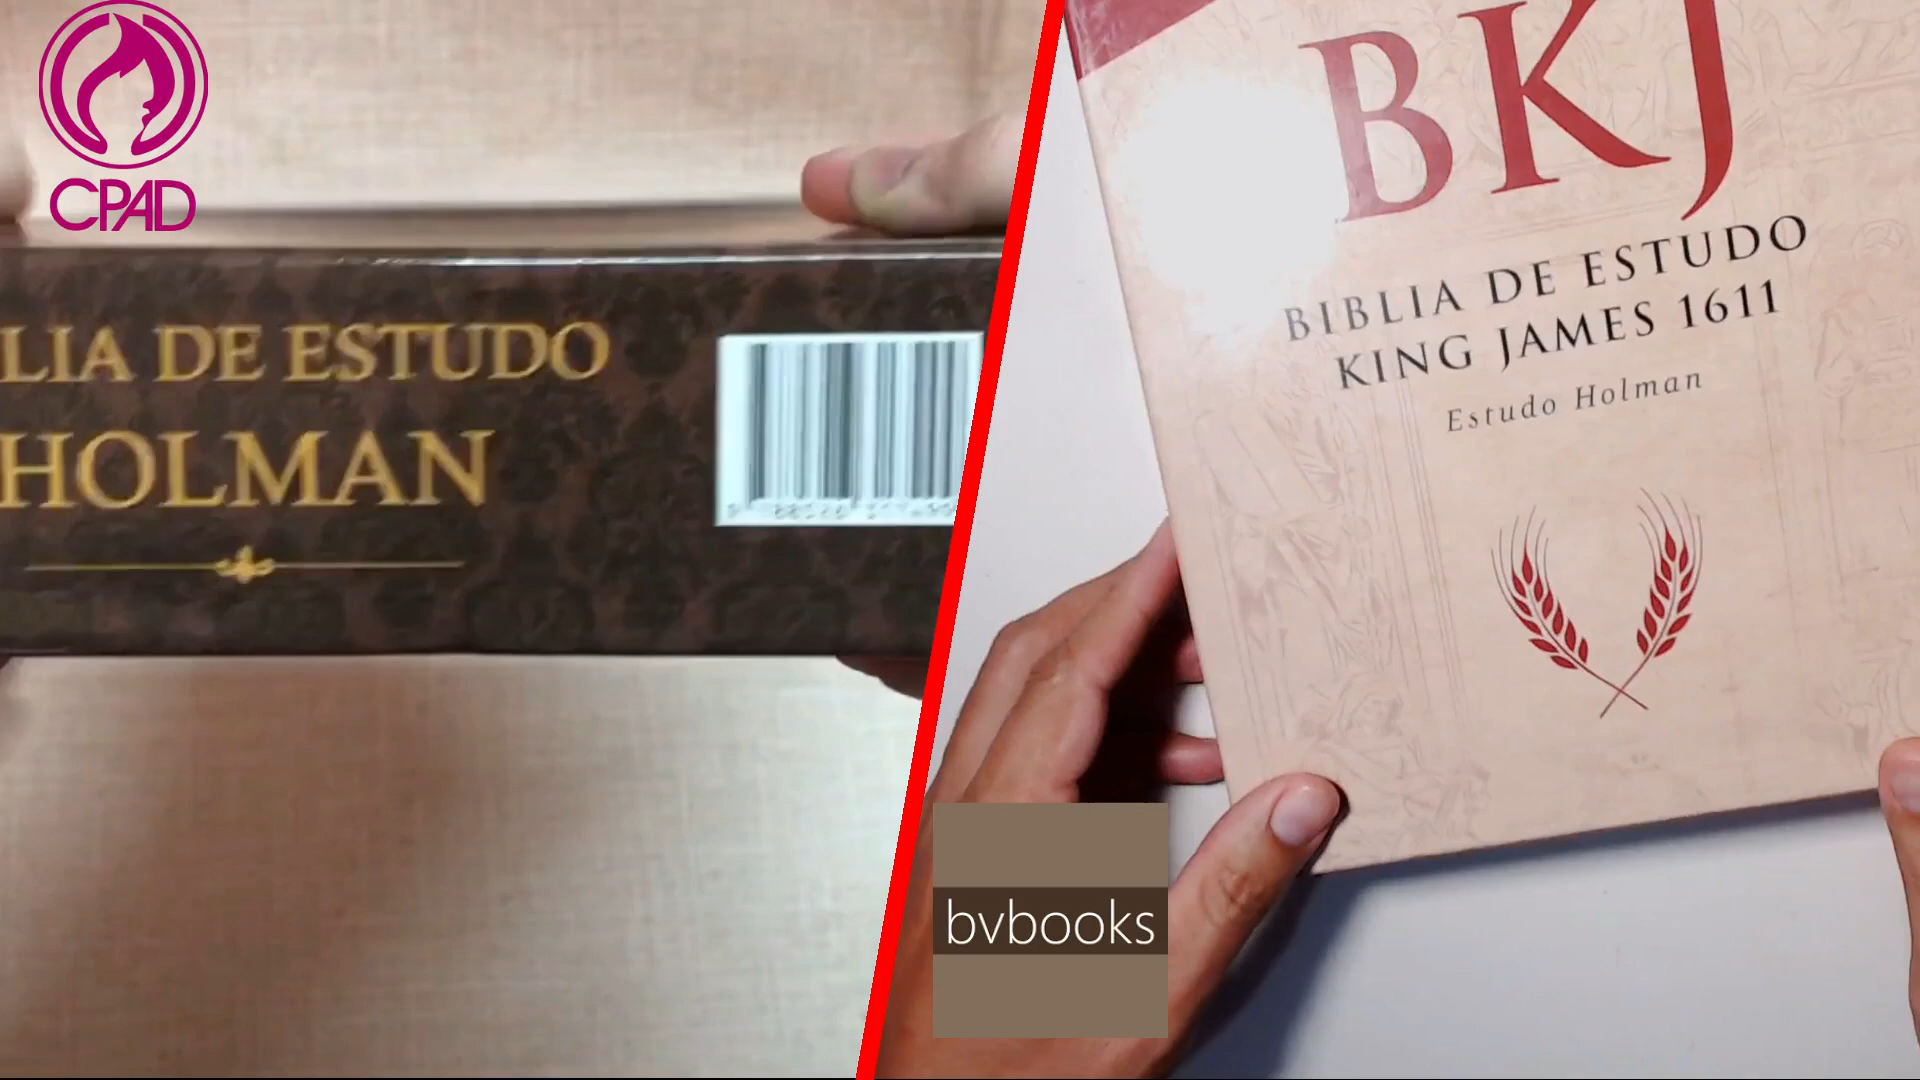 CPAD
LIA DE ESTUDO
HOLMAN
BKJ
BIBLIA DE ESTUDO
KING JAMES 1611
Estudo Holman
bvbooks